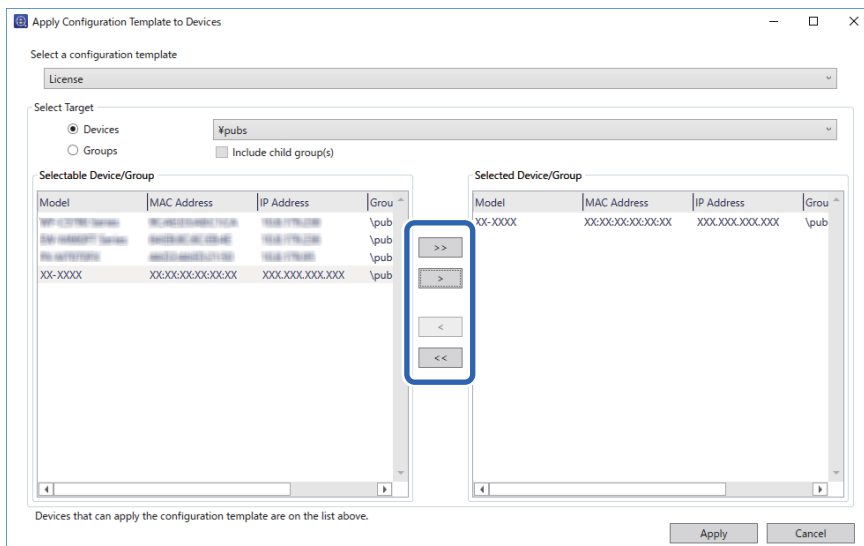 Apply Configuration Template to Devices
Select a configuration template
License
Select Target
Devices
¥pubs
Groups
Include child group(s)
Selectable Device/Group
Selected Device/Group
Model MAC Address IP Address Grou
Model MAC Address IP Address Grou
\pub
XX-XXXX XX:XX:XX:XX:XX:XX XXX.XXX.XXX.XXX \pub
\pub
>>
\pub
XX-XXXX XX:XX:XX:XX:XX:XX XXX.XXX.XXX.XXX \pub
>
<
<<
Devices that can apply the configuration template are on the list above.
Apply Cancel